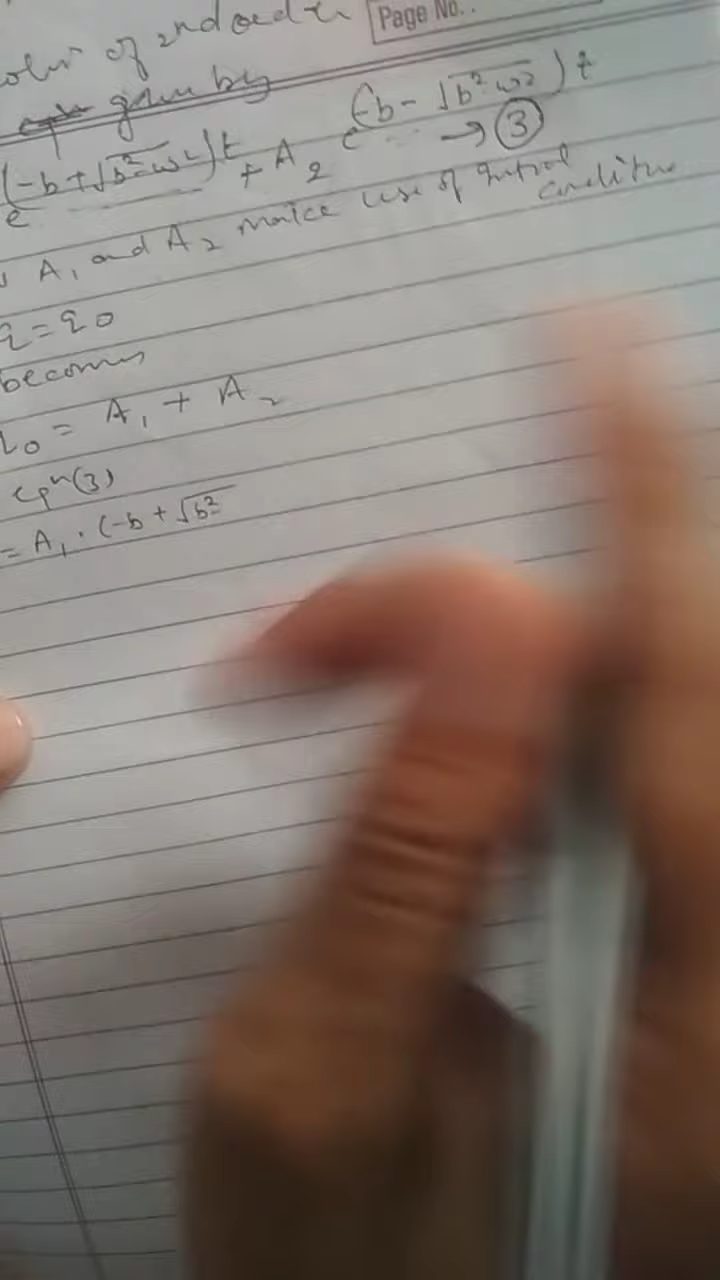 of 2nd order
Page No. .
given by
e^(-b + √b² - ω²)t + A₂ e^(-b - √b² ω²)t → ③
A₁ and A₂ make use of initial condition
q = q₀
becomes
q₀ = A₁ + A₂
eqⁿ(3)
= A₁ · (-b + √b²